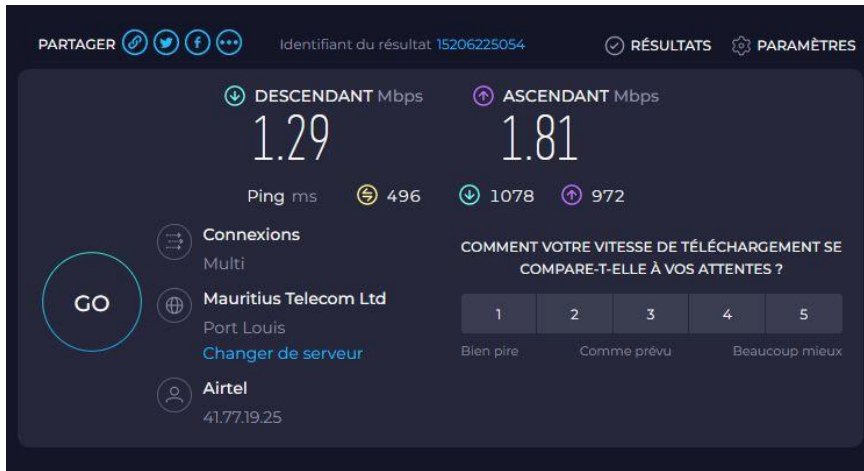 PARTAGER Identifiant du résultat 15206225054 RÉSULTATS PARAMÈTRES
DESCENDANT Mbps ASCENDANT Mbps
1.29 1.81
Ping ms 496 1078 972
Connexions
Multi
Mauritius Telecom Ltd
Port Louis
Changer de serveur
Airtel
41.77.19.25
GO
COMMENT VOTRE VITESSE DE TÉLÉCHARGEMENT SE
COMPARE-T-ELLE À VOS ATTENTES ?
1 2 3 4 5
Bien pire Comme prévu Beaucoup mieux